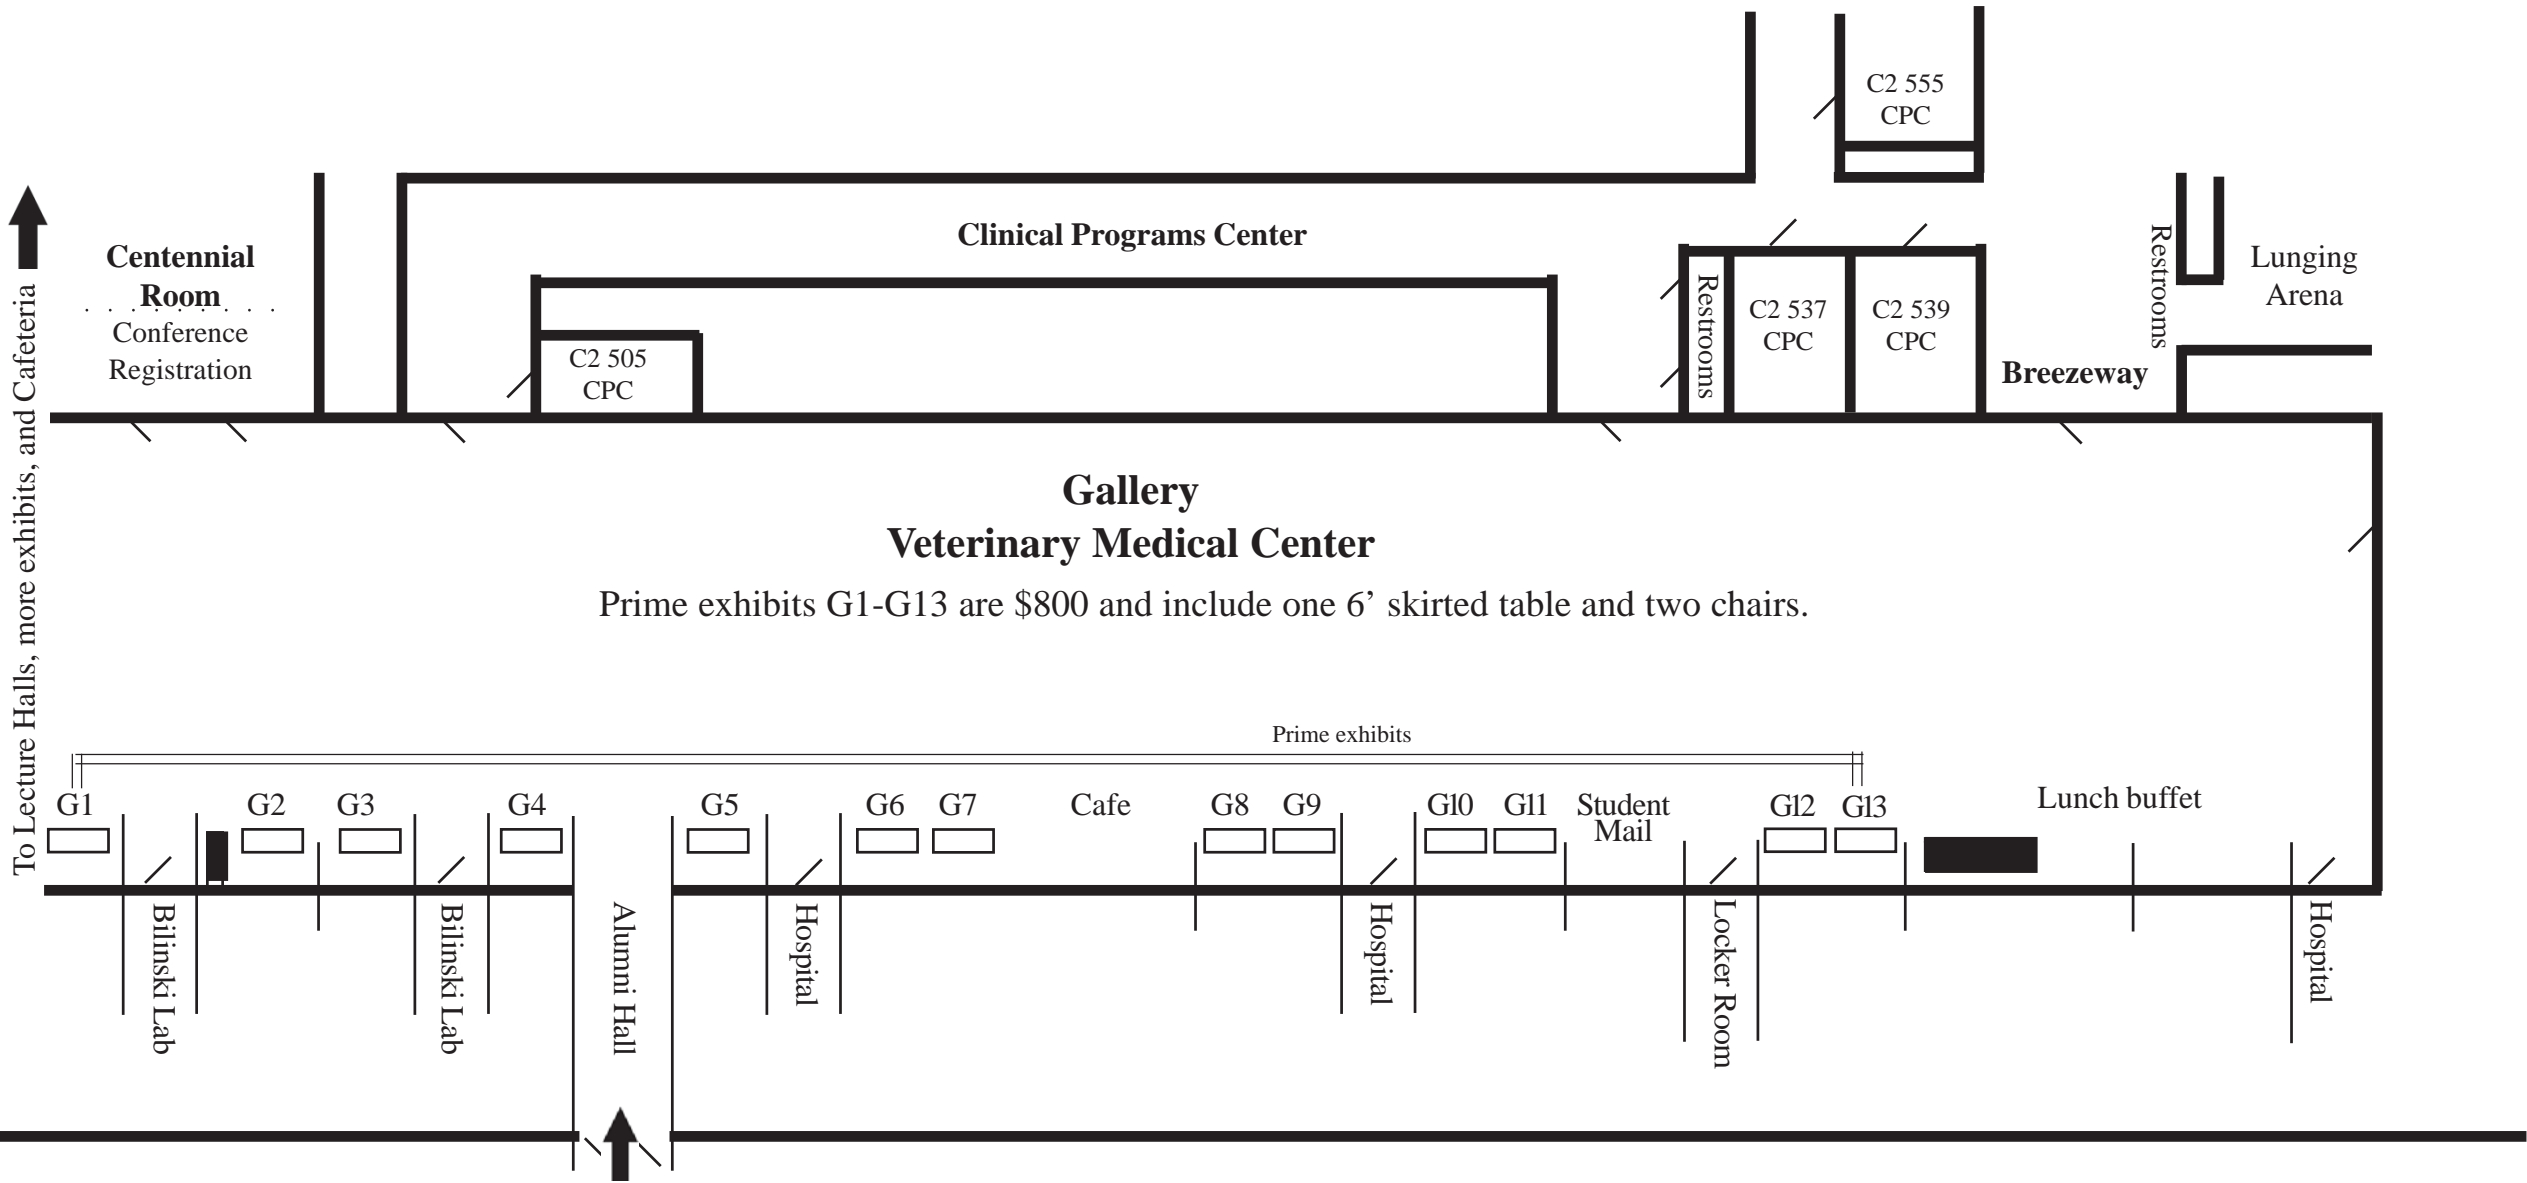 C2 555
CPC
To Lecture Halls, more exhibits, and Cafeteria
Centennial
Room
Conference
Registration
Clinical Programs Center
C2 505
CPC
Restrooms
C2 537
CPC
C2 539
CPC
Breezeway
Restrooms
Lunging
Arena
Gallery
Veterinary Medical Center
Prime exhibits G1-G13 are $800 and include one 6’ skirted table and two chairs.
Prime exhibits
G1
G2
G3
G4
G5
G6
G7
Cafe
G8
G9
G10
G11
Student
Mail
G12
G13
Lunch buffet
Bilinski Lab
Bilinski Lab
Alumni Hall
Hospital
Hospital
Locker Room
Hospital